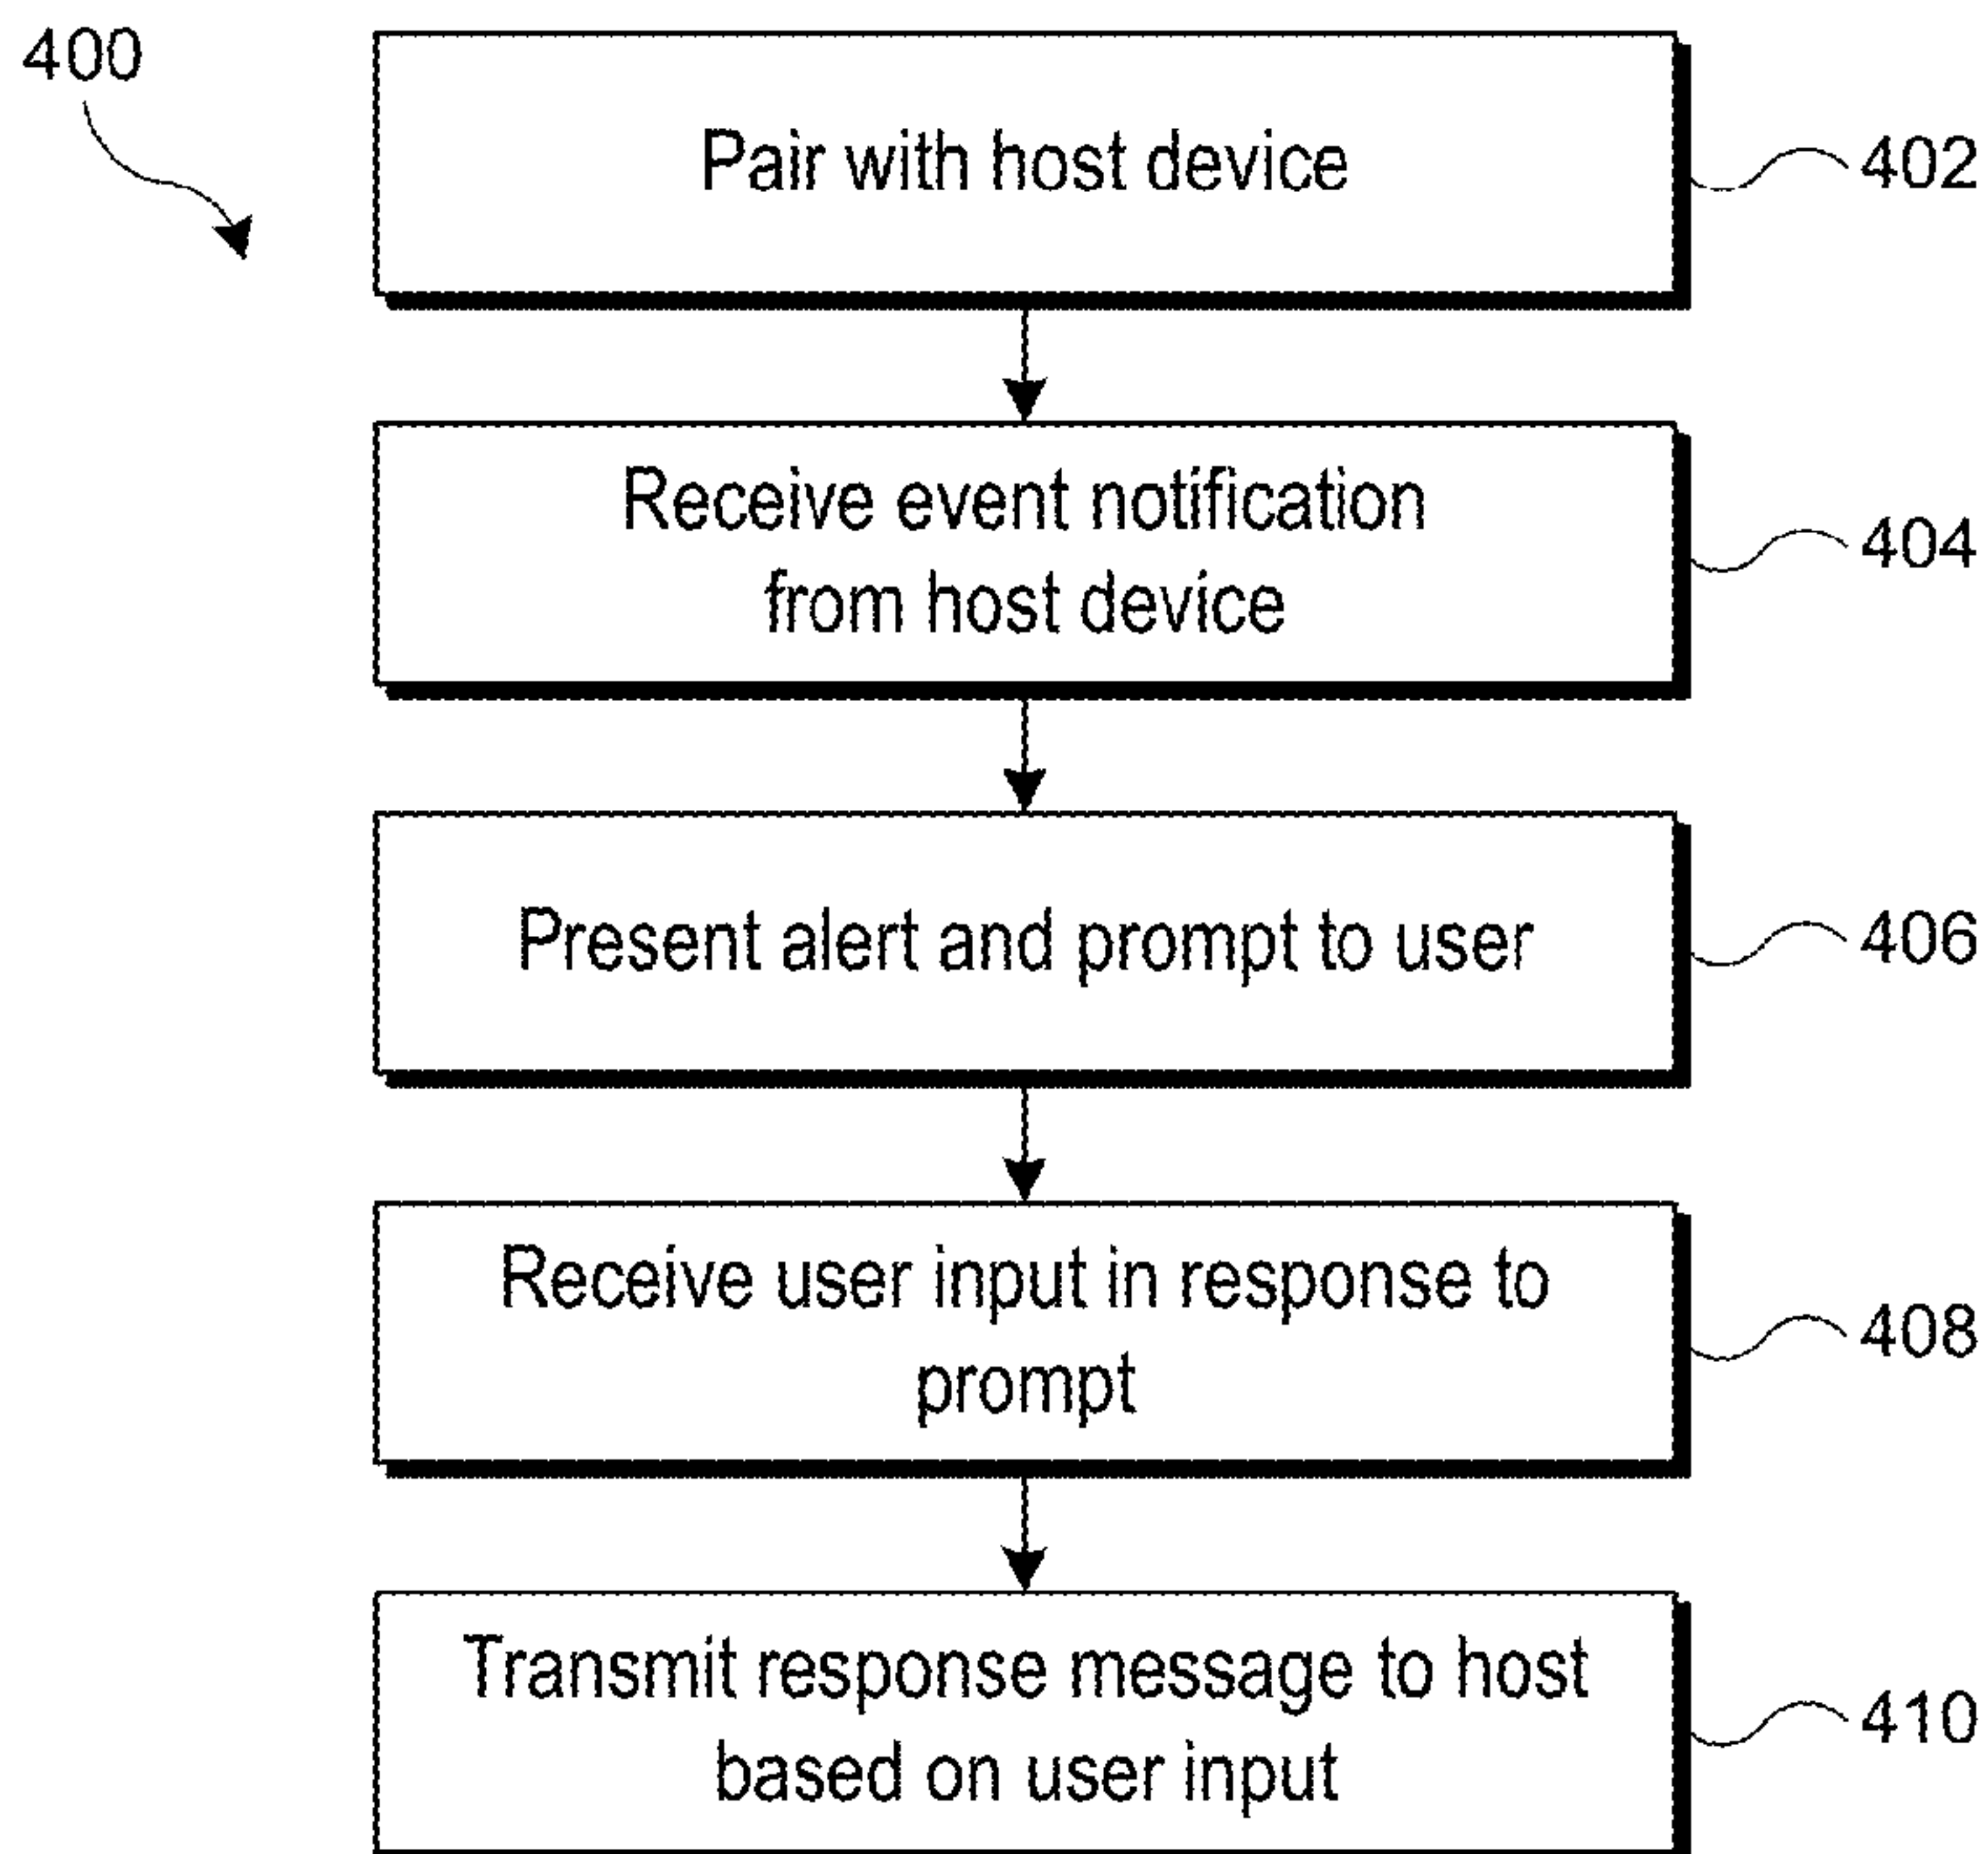 400
Pair with host device
402
Receive event notification
from host device
404
Present alert and prompt to user
406
Receive user input in response to
prompt
408
Transmit response message to host
based on user input
410